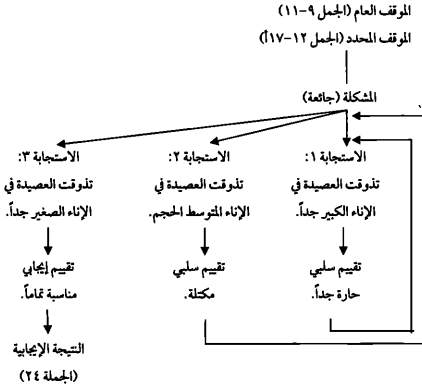 الموقف العام (الجمل ٩-١١)
الموقف المحدد (الجمل ١٢-١٧أ)
المشكلة (جائعة)
الاستجابة ١:
تذوقت العصيدة في
الإناء الكبير جداً.
تقييم سلبي
حارة جداً.
الاستجابة ٢:
تذوقت العصيدة في
الإناء المتوسط الحجم.
تقييم سلبي
مكتلة.
الاستجابة ٣:
تذوقت العصيدة في
الإناء الصغير جداً.
تقييم إيجابي
مناسبة تماماً.
النتيجة الإيجابية
(الجملة ٢٤)